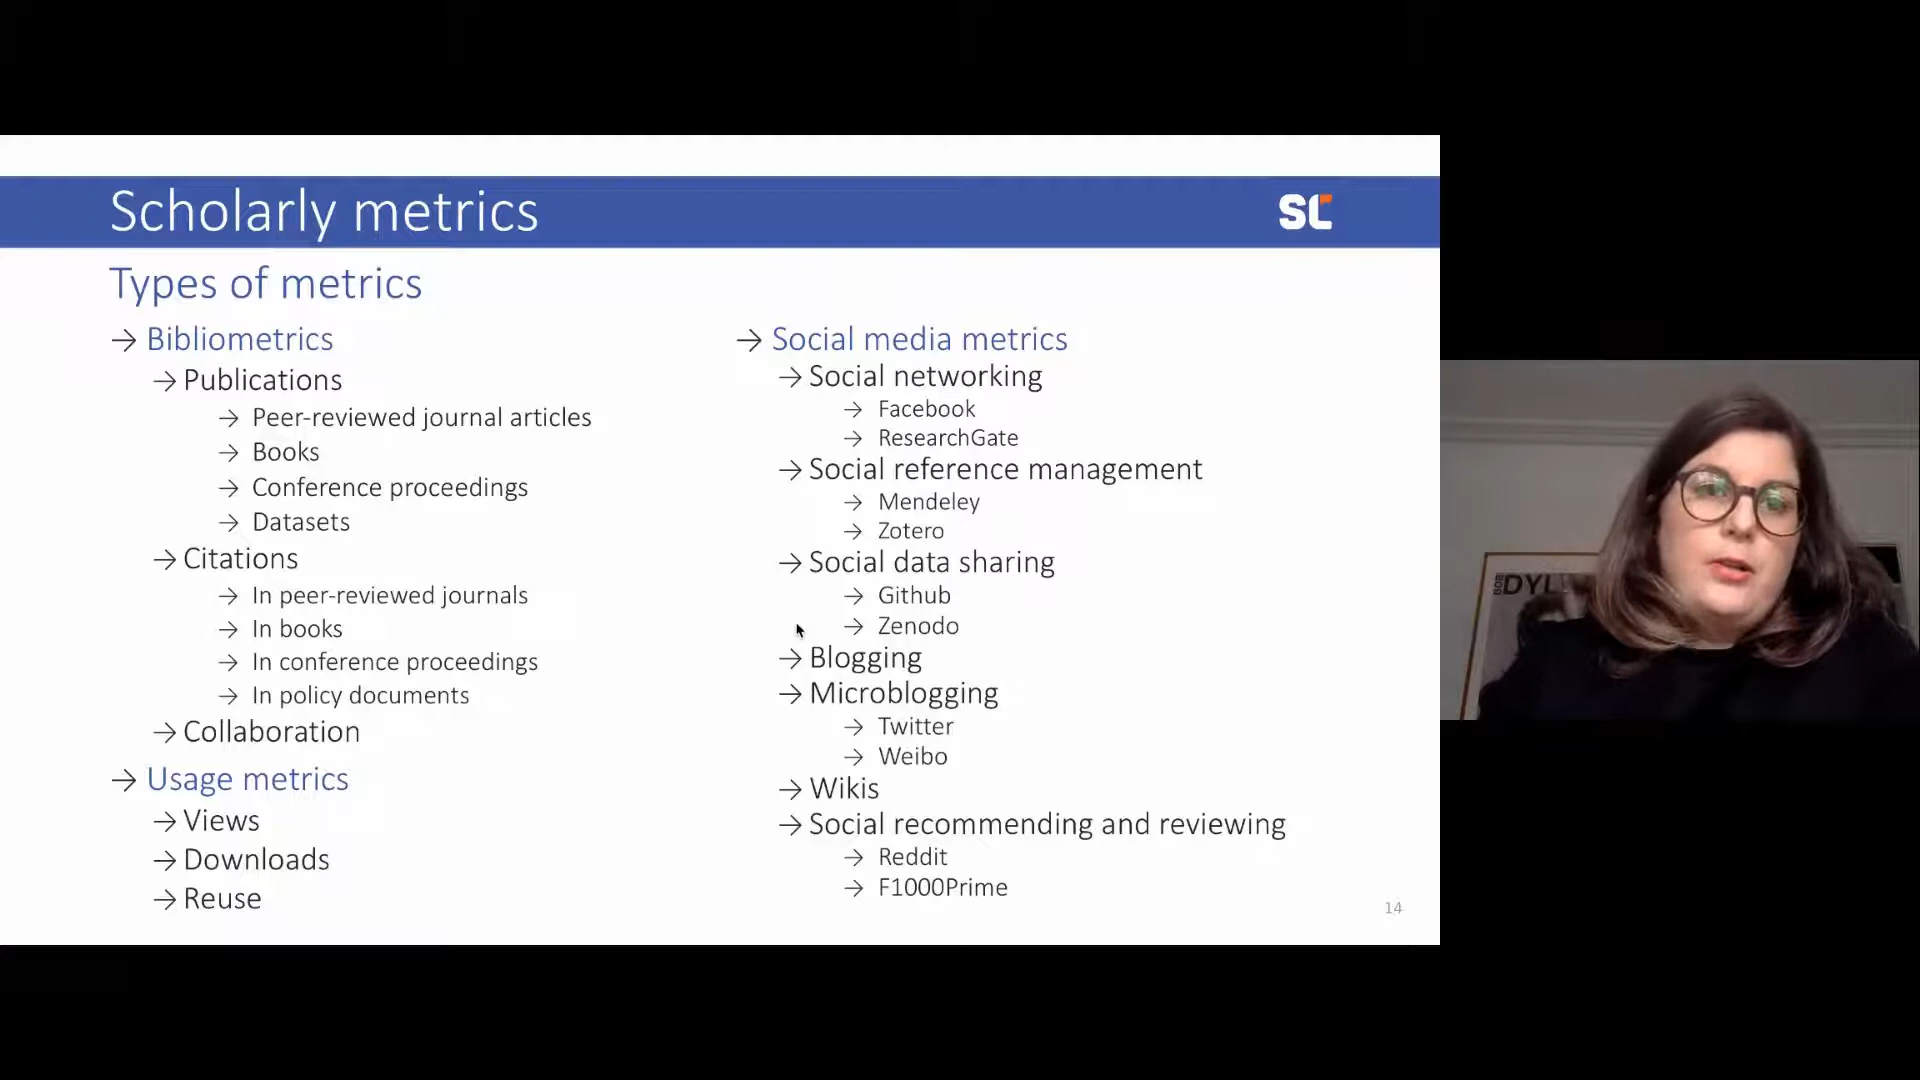 Scholarly metrics
SC
Types of metrics
→ Bibliometrics
→ Publications
→ Peer-reviewed journal articles
→ Books
→ Conference proceedings
→ Datasets
→ Citations
→ In peer-reviewed journals
→ In books
→ In conference proceedings
→ In policy documents
→ Collaboration
→ Usage metrics
→ Views
→ Downloads
→ Reuse
→ Social media metrics
→ Social networking
→ Facebook
→ ResearchGate
→ Social reference management
→ Mendeley
→ Zotero
→ Social data sharing
→ Github
→ Zenodo
→ Blogging
→ Microblogging
→ Twitter
→ Weibo
→ Wikis
→ Social recommending and reviewing
→ Reddit
→ F1000Prime
14
BOB
DYL